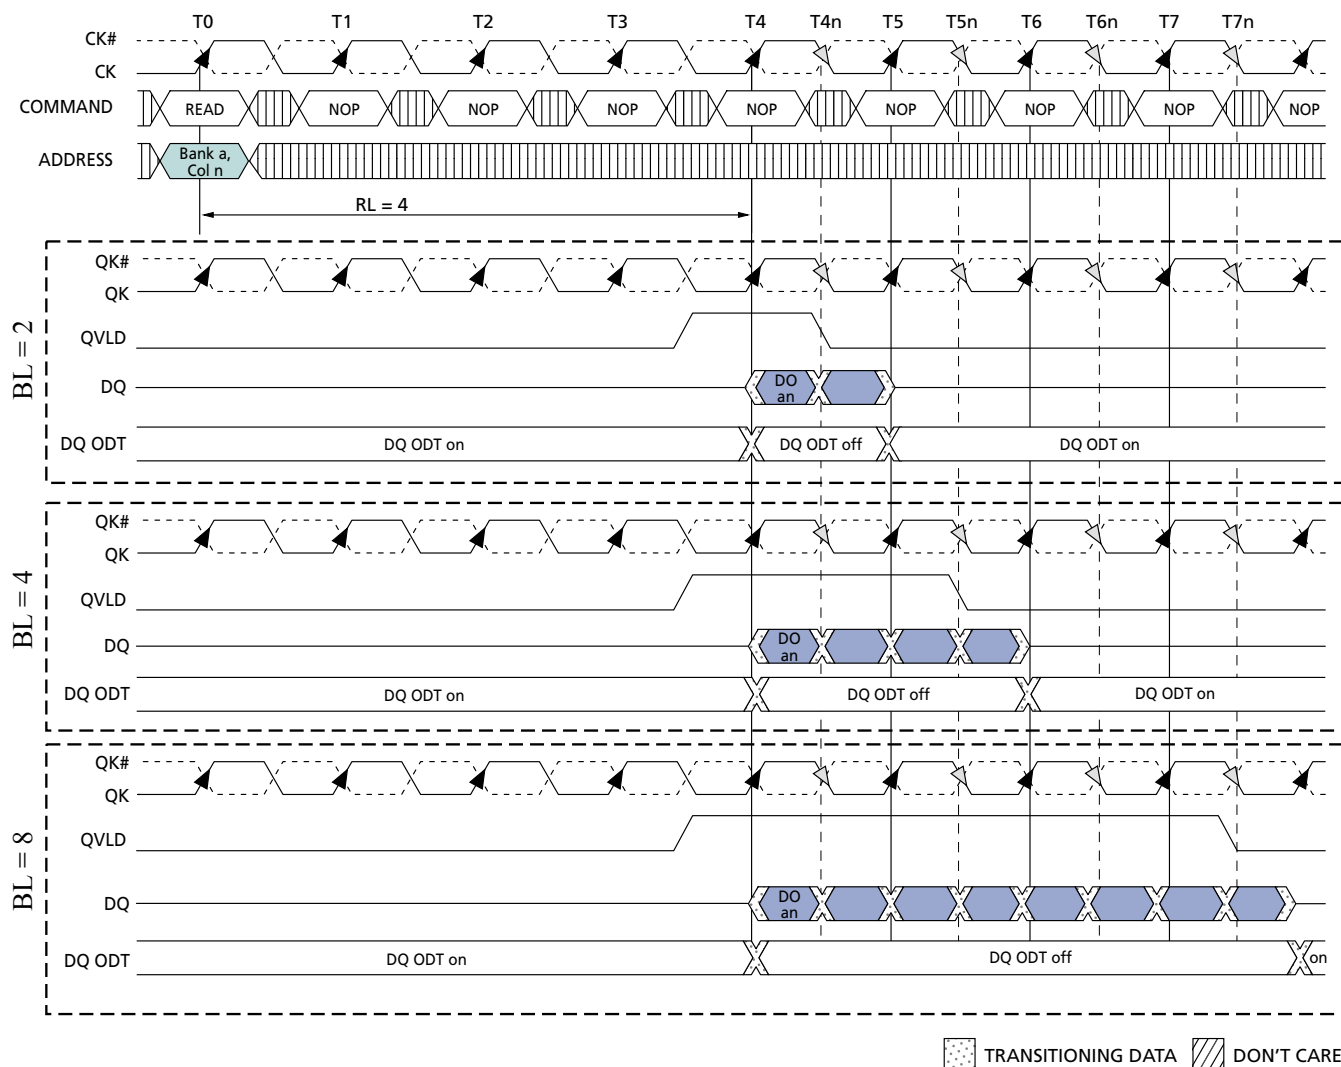 T0 T1 T2 T3 T4 T4n T5 T5n T6 T6n T7 T7n
CK#
CK
COMMAND READ NOP NOP NOP NOP NOP NOP NOP NOP
ADDRESS Bank a,
Col n
RL = 4
BL = 2
QK#
QK
QVLD
DQ DO
an
DQ ODT DQ ODT on DQ ODT off DQ ODT on
BL = 4
QK#
QK
QVLD
DQ DO
an
DQ ODT DQ ODT on DQ ODT off DQ ODT on
BL = 8
QK#
QK
QVLD
DQ DO
an
DQ ODT DQ ODT on DQ ODT off on
TRANSITIONING DATA DON'T CARE